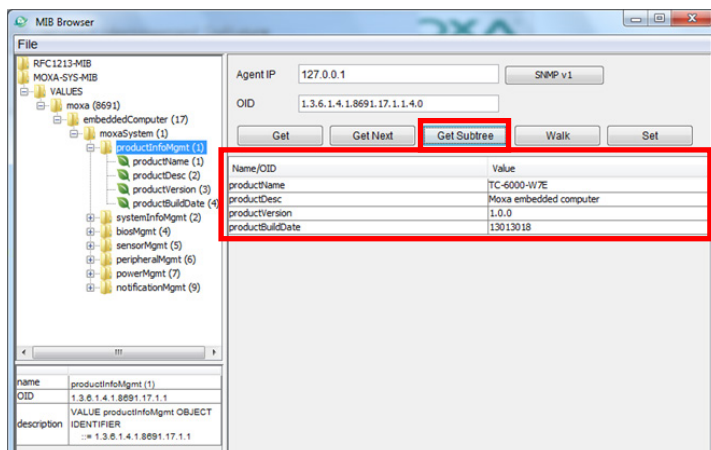 MIB Browser
File
RFC1213-MIB
MOXA-SYS-MIB
VALUES
moxa (8691)
embeddedComputer (17)
moxaSystem (1)
productInfoMgmt (1)
productName (1)
productDesc (2)
productVersion (3)
productBuildDate (4)
systemInfoMgmt (2)
biosMgmt (4)
sensorMgmt (5)
peripheralMgmt (6)
powerMgmt (7)
notificationMgmt (9)
name productInfoMgmt (1)
OID 1.3.6.1.4.1.8691.17.1.1
description VALUE productInfoMgmt OBJECT
IDENTIFIER
::= 1.3.6.1.4.1.8691.17.1.1
Agent IP 127.0.0.1 SNMP v1
OID 1.3.6.1.4.1.8691.17.1.1.4.0
Get Get Next Get Subtree Walk Set
Name/OID Value
productName TC-6000-W7E
productDesc Moxa embedded computer
productVersion 1.0.0
productBuildDate 13013018